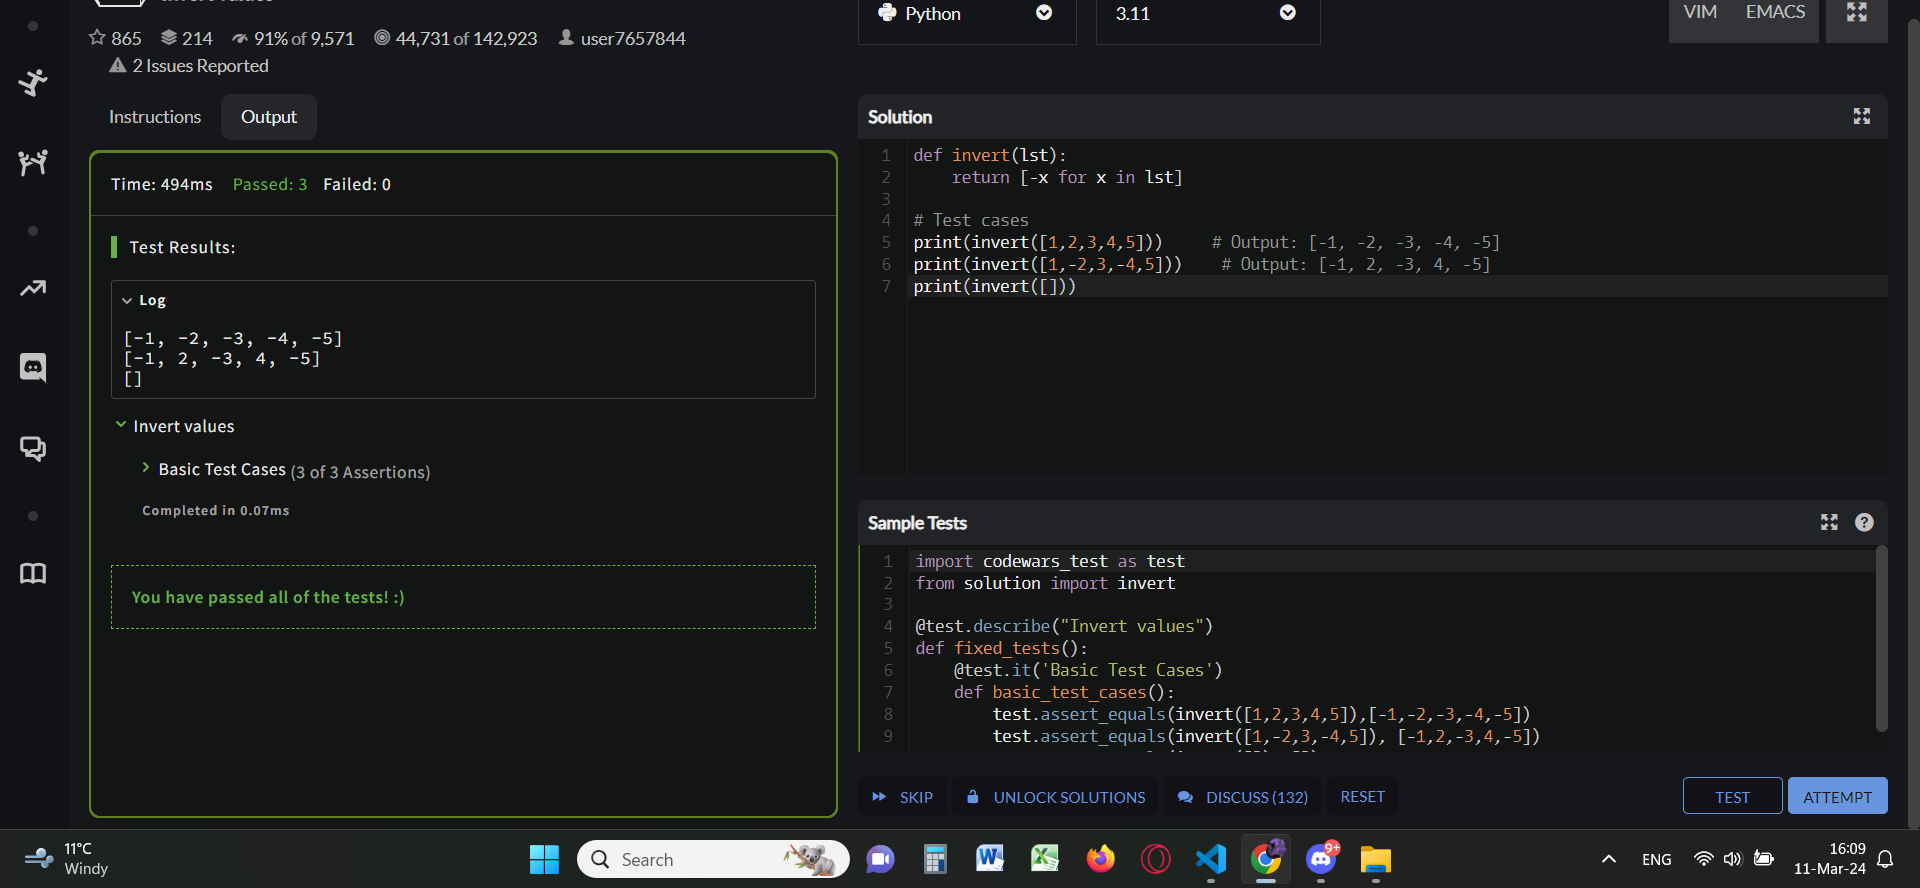 Python
3.11
VIM EMACS
865 214 91% of 9,571 44,731 of 142,923 user7657844
2 Issues Reported
Instructions Output
Time: 494ms Passed: 3 Failed: 0
Test Results:
Log
[-1, -2, -3, -4, -5]
[-1, 2, -3, 4, -5]
[]
Invert values
Basic Test Cases (3 of 3 Assertions)
Completed in 0.07ms
You have passed all of the tests! :)
Solution
1 def invert(lst):
2 return [-x for x in lst]
3
4 # Test cases
5 print(invert([1,2,3,4,5])) # Output: [-1, -2, -3, -4, -5]
6 print(invert([1,-2,3,-4,5])) # Output: [-1, 2, -3, 4, -5]
7 print(invert([]))
Sample Tests
1 import codewars_test as test
2 from solution import invert
3
4 @test.describe("Invert values")
5 def fixed_tests():
6 @test.it('Basic Test Cases')
7 def basic_test_cases():
8 test.assert_equals(invert([1,2,3,4,5]),[-1,-2,-3,-4,-5])
9 test.assert_equals(invert([1,-2,3,-4,5]), [-1,2,-3,4,-5])
SKIP UNLOCK SOLUTIONS DISCUSS (132) RESET TEST ATTEMPT
11°C
Windy
Search
9+
ENG
16:09
11-Mar-24